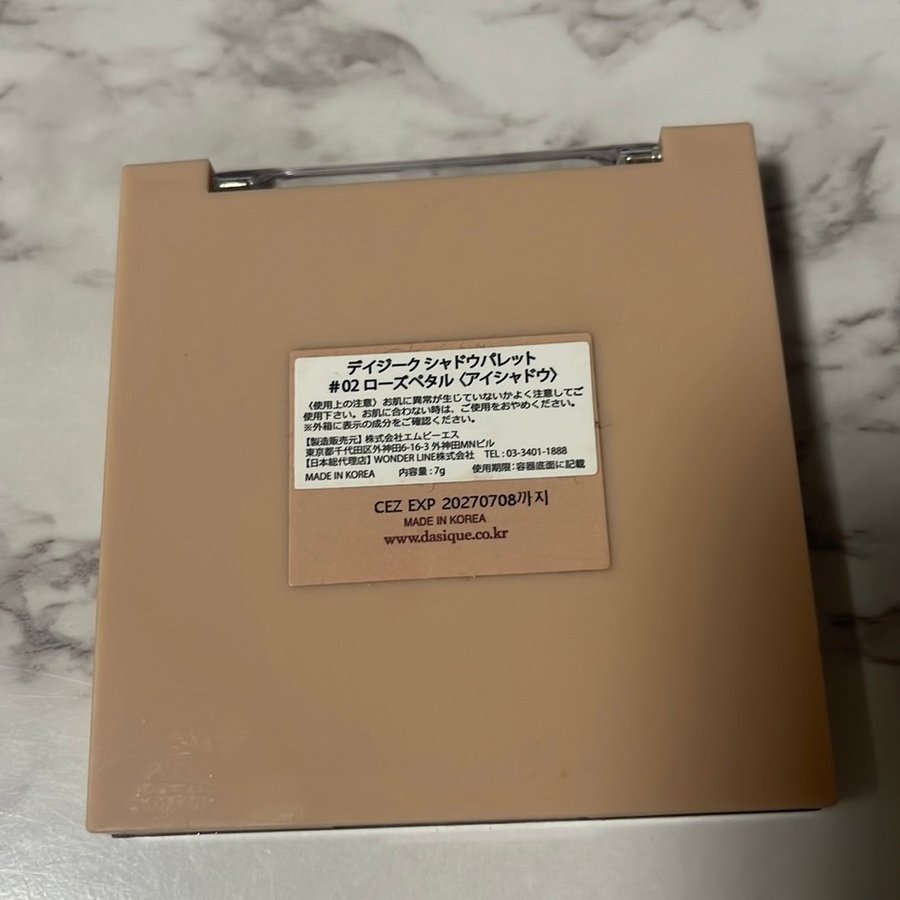 デイジーク シャドウパレット
#02 ローズペタル〈アイシャドウ〉
〈使用上の注意〉お肌に異常が生じていないかよく注意してご
使用下さい。お肌に合わない時は、ご使用をおやめください。
※外箱に表示の成分をご確認ください。
【製造販売元】株式会社エムビーエス
東京都千代田区外神田6-16-3 外神田MNビル
【日本総代理店】WONDER LINE株式会社 TEL : 03-3401-1888
MADE IN KOREA 内容量 : 7g 使用期限 : 容器底面に記載
CEZ EXP 20270708까지
MADE IN KOREA
www.dasique.co.kr